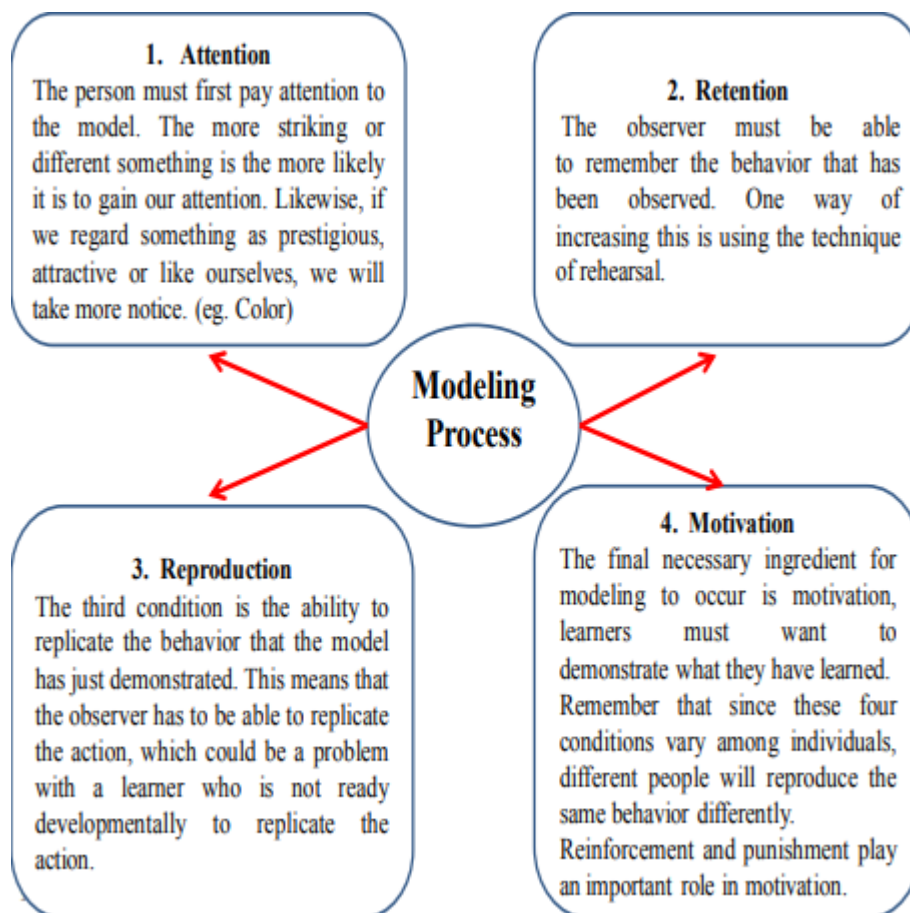 1. Attention
The person must first pay attention to
the model. The more striking or
different something is the more likely
it is to gain our attention. Likewise, if
we regard something as prestigious,
attractive or like ourselves, we will
take more notice. (eg. Color)
2. Retention
The observer must be able
to remember the behavior that has
been observed. One way of
increasing this is using the technique
of rehearsal.
Modeling
Process
3. Reproduction
The third condition is the ability to
replicate the behavior that the model
has just demonstrated. This means that
the observer has to be able to replicate
the action, which could be a problem
with a learner who is not ready
developmentally to replicate the
action.
4. Motivation
The final necessary ingredient for
modeling to occur is motivation,
learners must want to
demonstrate what they have learned.
Remember that since these four
conditions vary among individuals,
different people will reproduce the
same behavior differently.
Reinforcement and punishment play
an important role in motivation.